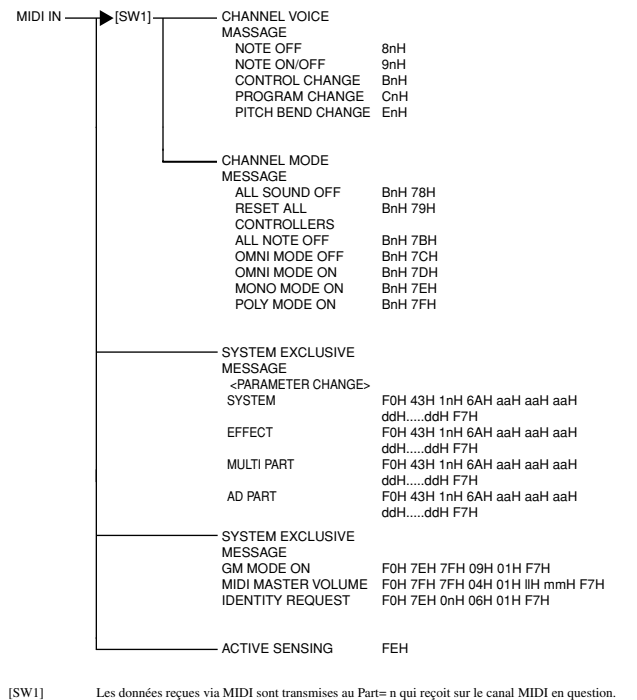 MIDI IN [SW1] CHANNEL VOICE
MASSAGE
NOTE OFF 8nH
NOTE ON/OFF 9nH
CONTROL CHANGE BnH
PROGRAM CHANGE CnH
PITCH BEND CHANGE EnH
CHANNEL MODE
MESSAGE
ALL SOUND OFF BnH 78H
RESET ALL BnH 79H
CONTROLLERS
ALL NOTE OFF BnH 7BH
OMNI MODE OFF BnH 7CH
OMNI MODE ON BnH 7DH
MONO MODE ON BnH 7EH
POLY MODE ON BnH 7FH
SYSTEM EXCLUSIVE
MESSAGE
<PARAMETER CHANGE>
SYSTEM F0H 43H 1nH 6AH aaH aaH aaH
ddH.....ddH F7H
EFFECT F0H 43H 1nH 6AH aaH aaH aaH
ddH.....ddH F7H
MULTI PART F0H 43H 1nH 6AH aaH aaH aaH
ddH.....ddH F7H
AD PART F0H 43H 1nH 6AH aaH aaH aaH
ddH.....ddH F7H
SYSTEM EXCLUSIVE
MESSAGE
GM MODE ON F0H 7EH 7FH 09H 01H F7H
MIDI MASTER VOLUME F0H 7FH 7FH 04H 01H llH mmH F7H
IDENTITY REQUEST F0H 7EH 0nH 06H 01H F7H
ACTIVE SENSING FEH
[SW1] Les données reçues via MIDI sont transmises au Part= n qui reçoit sur le canal MIDI en question.